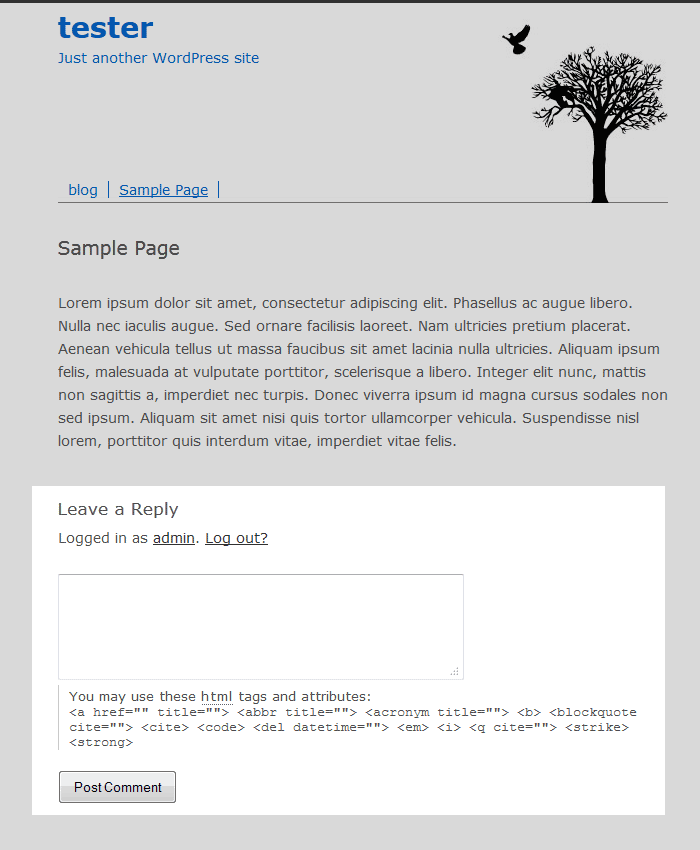 tester
Just another WordPress site
blog
Sample Page
Sample Page
Lorem ipsum dolor sit amet, consectetur adipiscing elit. Phasellus ac augue libero.
Nulla nec iaculis augue. Sed ornare facilisis laoreet. Nam ultricies pretium placerat.
Aenean vehicula tellus ut massa faucibus sit amet lacinia nulla ultricies. Aliquam ipsum
felis, malesuada at vulputate porttitor, scelerisque a libero. Integer elit nunc, mattis
non sagittis a, imperdiet nec turpis. Donec viverra ipsum id magna cursus sodales non
sed ipsum. Aliquam sit amet nisi quis tortor ullamcorper vehicula. Suspendisse nisl
lorem, porttitor quis interdum vitae, imperdiet vitae felis.
Leave a Reply
Logged in as admin. Log out?
You may use these html tags and attributes:
<a href="" title=""> <abbr title=""> <acronym title=""> <b> <blockquote
cite=""> <cite> <code> <del datetime=""> <em> <i> <q cite=""> <strike>
<strong>
Post Comment